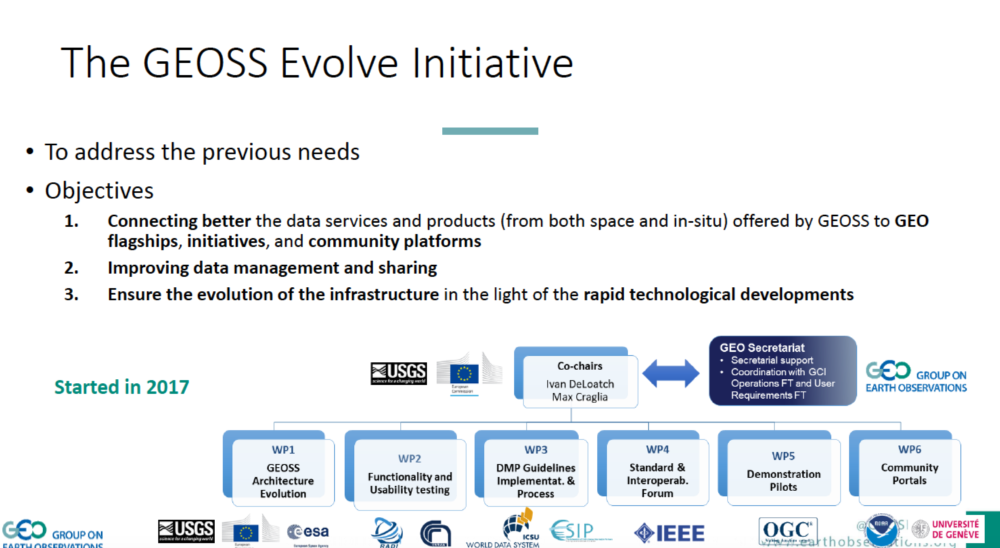 The GEOSS Evolve Initiative
• To address the previous needs
• Objectives
1. Connecting better the data services and products (from both space and in-situ) offered by GEOSS to GEO
flagships, initiatives, and community platforms
2. Improving data management and sharing
3. Ensure the evolution of the infrastructure in the light of the rapid technological developments
Started in 2017
USGS
science for a changing world
European
Commission
Co-chairs
Ivan DeLoatch
Max Craglia
GEO Secretariat
• Secretarial support
• Coordination with GCI
Operations FT and User
Requirements FT
GEO GROUP ON
EARTH OBSERVATIONS
WP1
GEOSS
Architecture
Evolution
WP2
Functionality and
Usability testing
WP3
DMP Guidelines
Implementat. &
Process
WP4
Standard &
Interoperab.
Forum
WP5
Demonstration
Pilots
WP6
Community
Portals
GEO GROUP ON
EARTH OBSERVATIONS
USGS
science for a changing world
European
esa
European Space Agency
RADI
ICSU
WORLD DATA SYSTEM
ESIP
IEEE
OGC®
NOAA
UNIVERSITÉ
DE GENÈVE